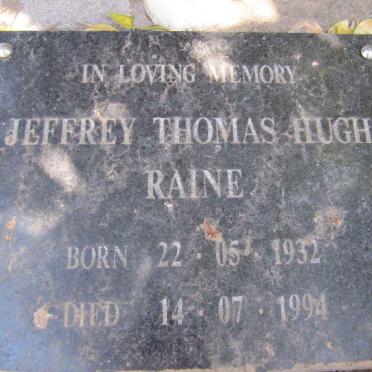 IN LOVING MEMORY
JEFFREY THOMAS HUGH
RAINE
BORN 22 · 05 · 1932
DIED 14 · 07 · 1994